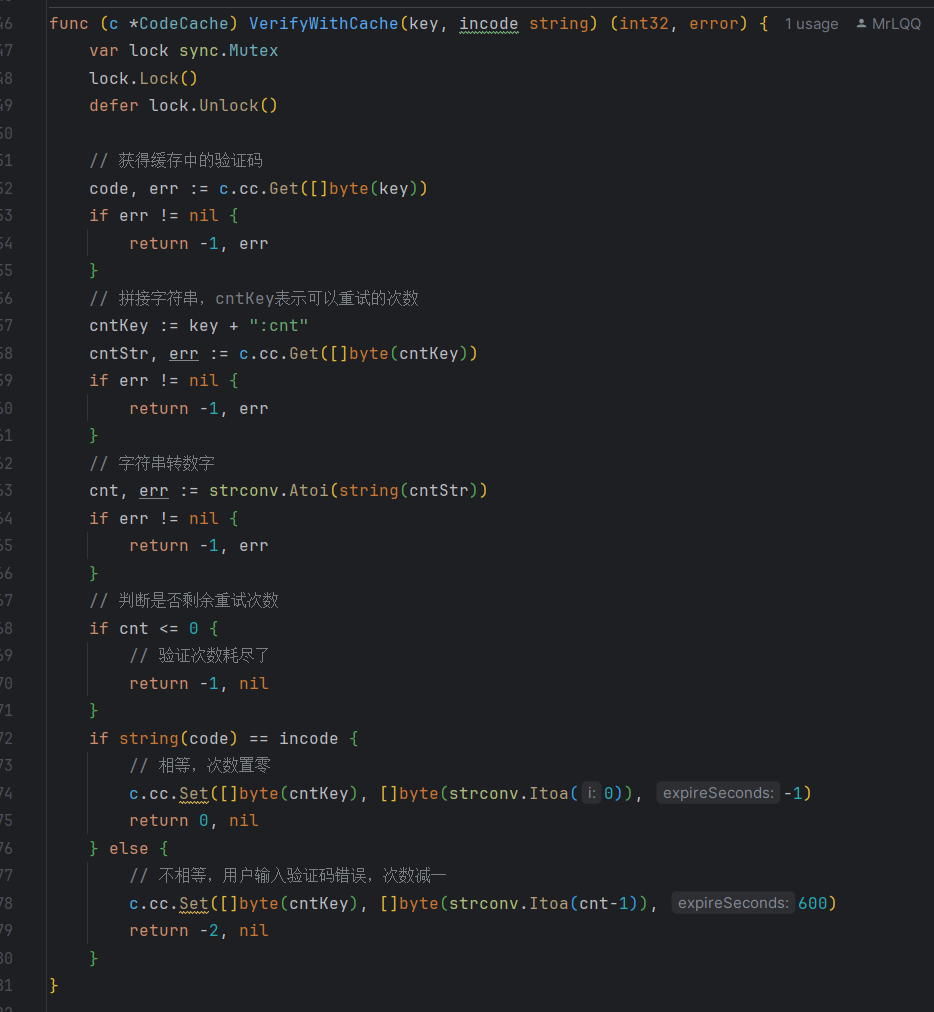 46 func (c *CodeCache) VerifyWithCache(key, incode string) (int32, error) { 1 usage MrLQQ
47 var lock sync.Mutex
48 lock.Lock()
49 defer lock.Unlock()
50
51 // 获得缓存中的验证码
52 code, err := c.cc.Get([]byte(key))
53 if err != nil {
54 return -1, err
55 }
56 // 拼接字符串，cntKey表示可以重试的次数
57 cntKey := key + ":cnt"
58 cntStr, err := c.cc.Get([]byte(cntKey))
59 if err != nil {
60 return -1, err
61 }
62 // 字符串转数字
63 cnt, err := strconv.Atoi(string(cntStr))
64 if err != nil {
65 return -1, err
66 }
67 // 判断是否剩余重试次数
68 if cnt <= 0 {
69 // 验证次数耗尽了
70 return -1, nil
71 }
72 if string(code) == incode {
73 // 相等，次数置零
74 c.cc.Set([]byte(cntKey), []byte(strconv.Itoa( i: 0)), expireSeconds: -1)
75 return 0, nil
76 } else {
77 // 不相等，用户输入验证码错误，次数减一
78 c.cc.Set([]byte(cntKey), []byte(strconv.Itoa(cnt-1)), expireSeconds: 600)
79 return -2, nil
80 }
81 }